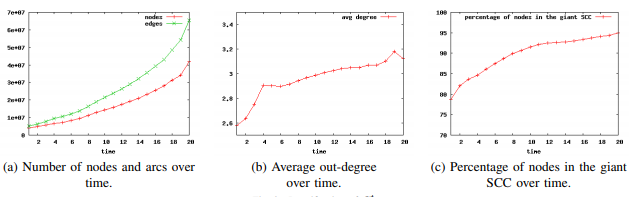 7e+07
6e+07
5e+07
4e+07
3e+07
2e+07
1e+07
0
nodes
edges
2 4 6 8 10 12 14 16 18 20
time
(a) Number of nodes and arcs over
time.
3.4
3.2
3
2.8
2.6
avg degree
2 4 6 8 10 12 14 16 18 20
time
(b) Average out-degree
over time.
100
95
90
85
80
75
70
percentage of nodes in the giant SCC
2 4 6 8 10 12 14 16 18 20
time
(c) Percentage of nodes in the giant
SCC over time.